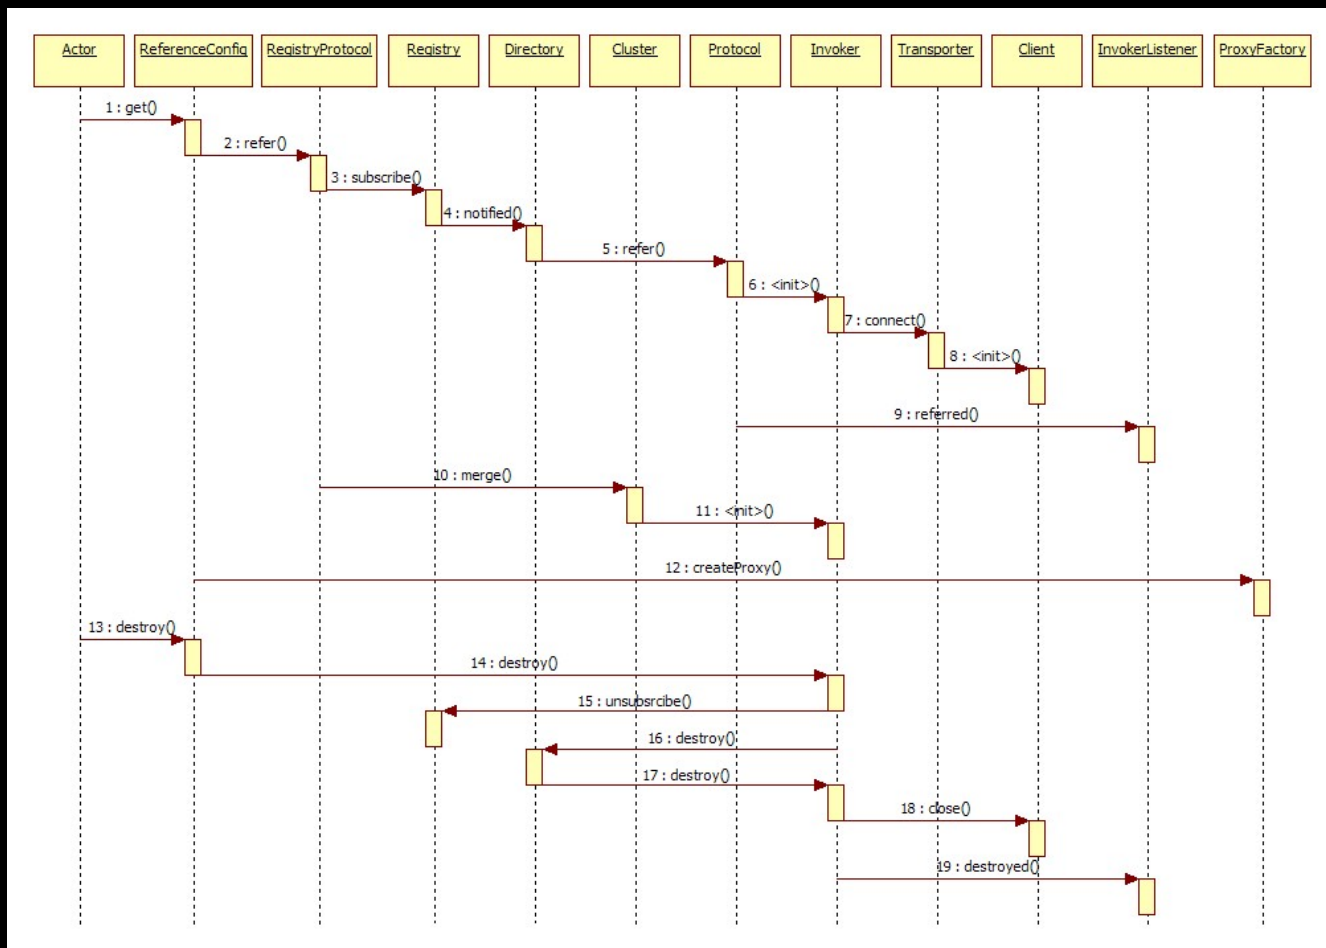 Actor ReferenceConfig RegistryProtocol Registry Directory Cluster Protocol Invoker Transporter Client InvokerListener ProxyFactory
1 : get()
2 : refer()
3 : subscribe()
4 : notified()
5 : refer()
6 : <init>()
7 : connect()
8 : <init>()
9 : referred()
10 : merge()
11 : <init>()
12 : createProxy()
13 : destroy()
14 : destroy()
15 : unsubsrcibe()
16 : destroy()
17 : destroy()
18 : close()
19 : destroyed()